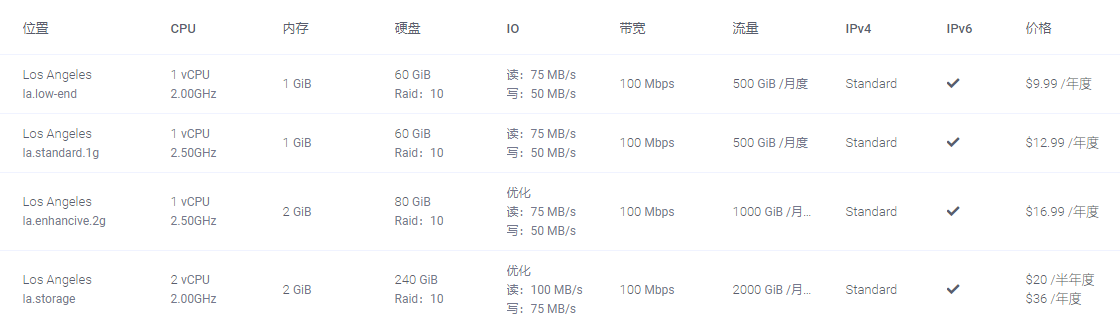 位置 CPU 内存 硬盘 IO 带宽 流量 IPv4 IPv6 价格
Los Angeles 1 vCPU 60 GiB 读：75 MB/s
la.low-end 2.00GHz 1 GiB Raid：10 写：50 MB/s 100 Mbps 500 GiB /月度 Standard $9.99 /年度
Los Angeles 1 vCPU 60 GiB 读：75 MB/s
la.standard.1g 2.50GHz 1 GiB Raid：10 写：50 MB/s 100 Mbps 500 GiB /月度 Standard $12.99 /年度
优化
Los Angeles 1 vCPU 2 GiB 80 GiB 读：75 MB/s 100 Mbps 1000 GiB /月... Standard $16.99 /年度
la.enhancive.2g 2.50GHz Raid：10 写：50 MB/s
优化
Los Angeles 2 vCPU 240 GiB 读：100 MB/s $20 /半年度
la.storage 2.00GHz 2 GiB Raid：10 写：75 MB/s 100 Mbps 2000 GiB /月... Standard $36 /年度